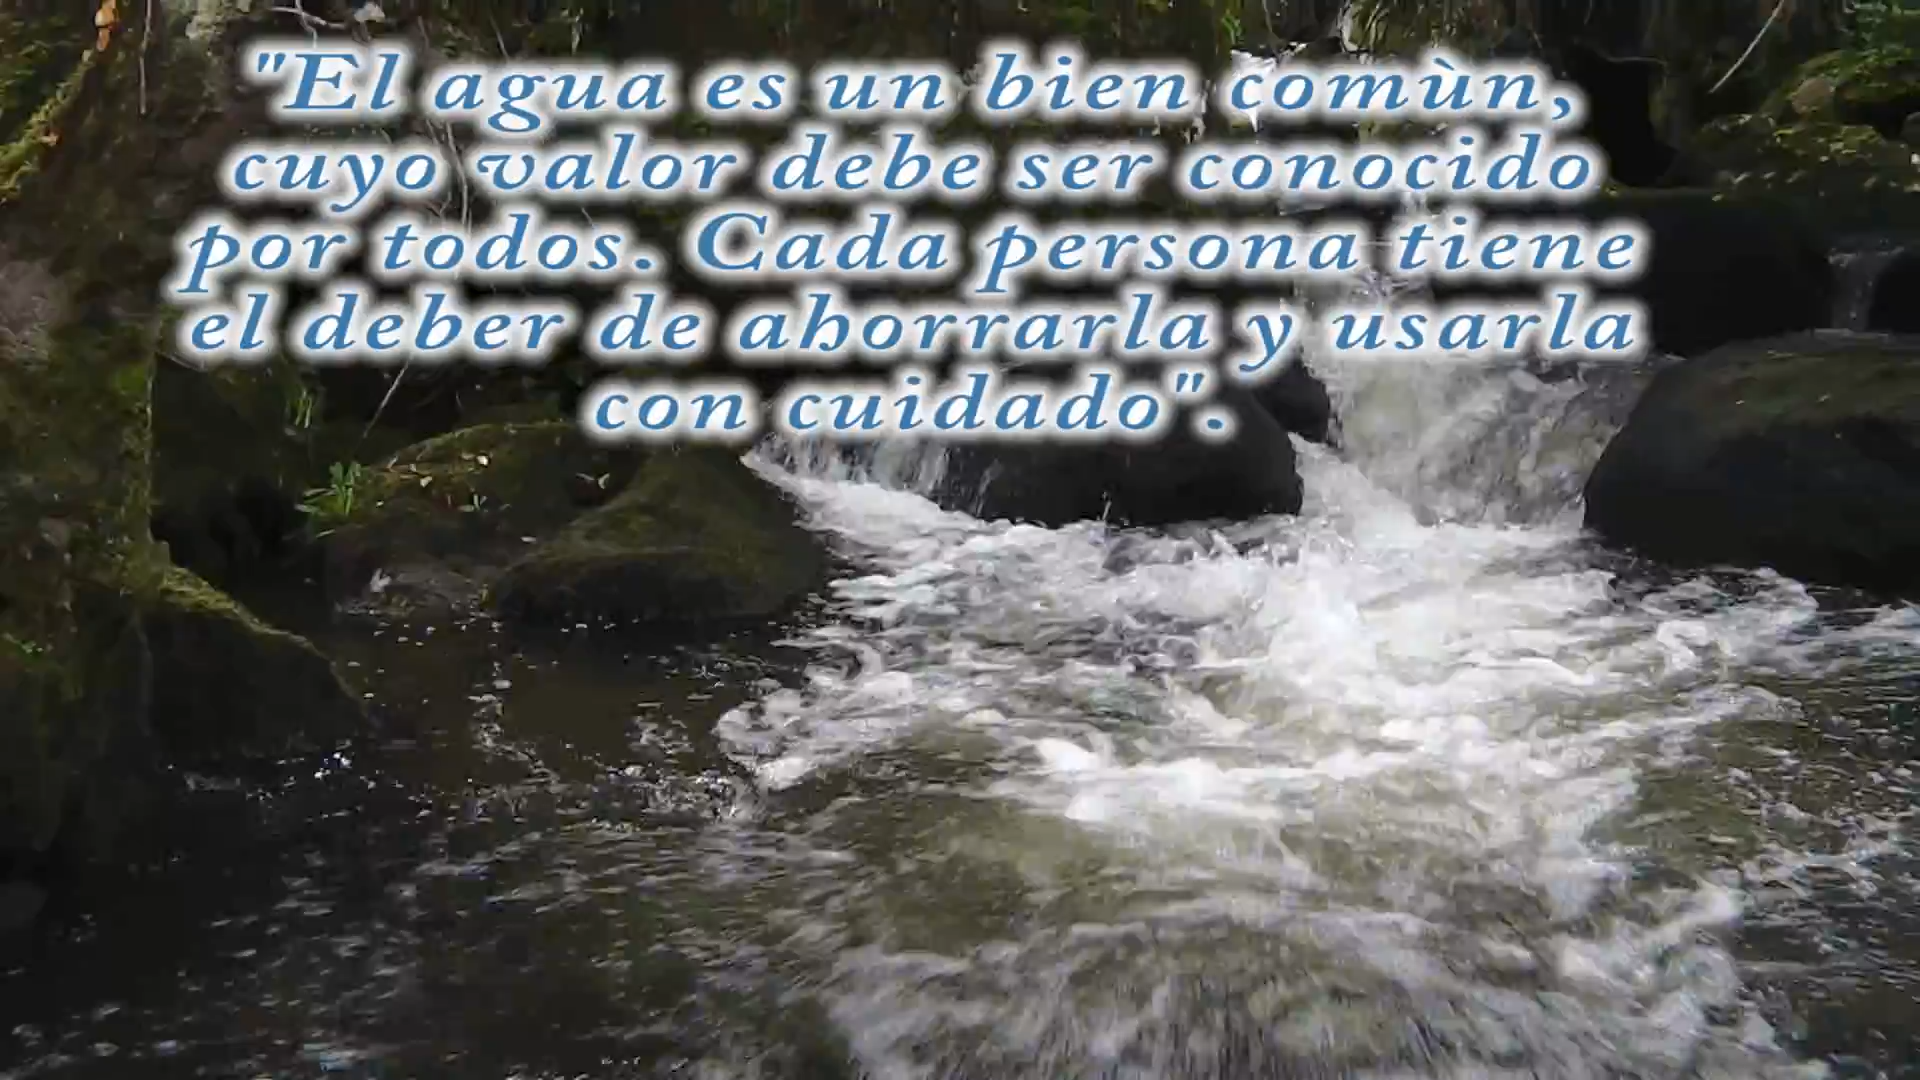 "El agua es un bien comùn,
cuyo valor debe ser conocido
por todos. Cada persona tiene
el deber de ahorrarla y usarla
con cuidado".